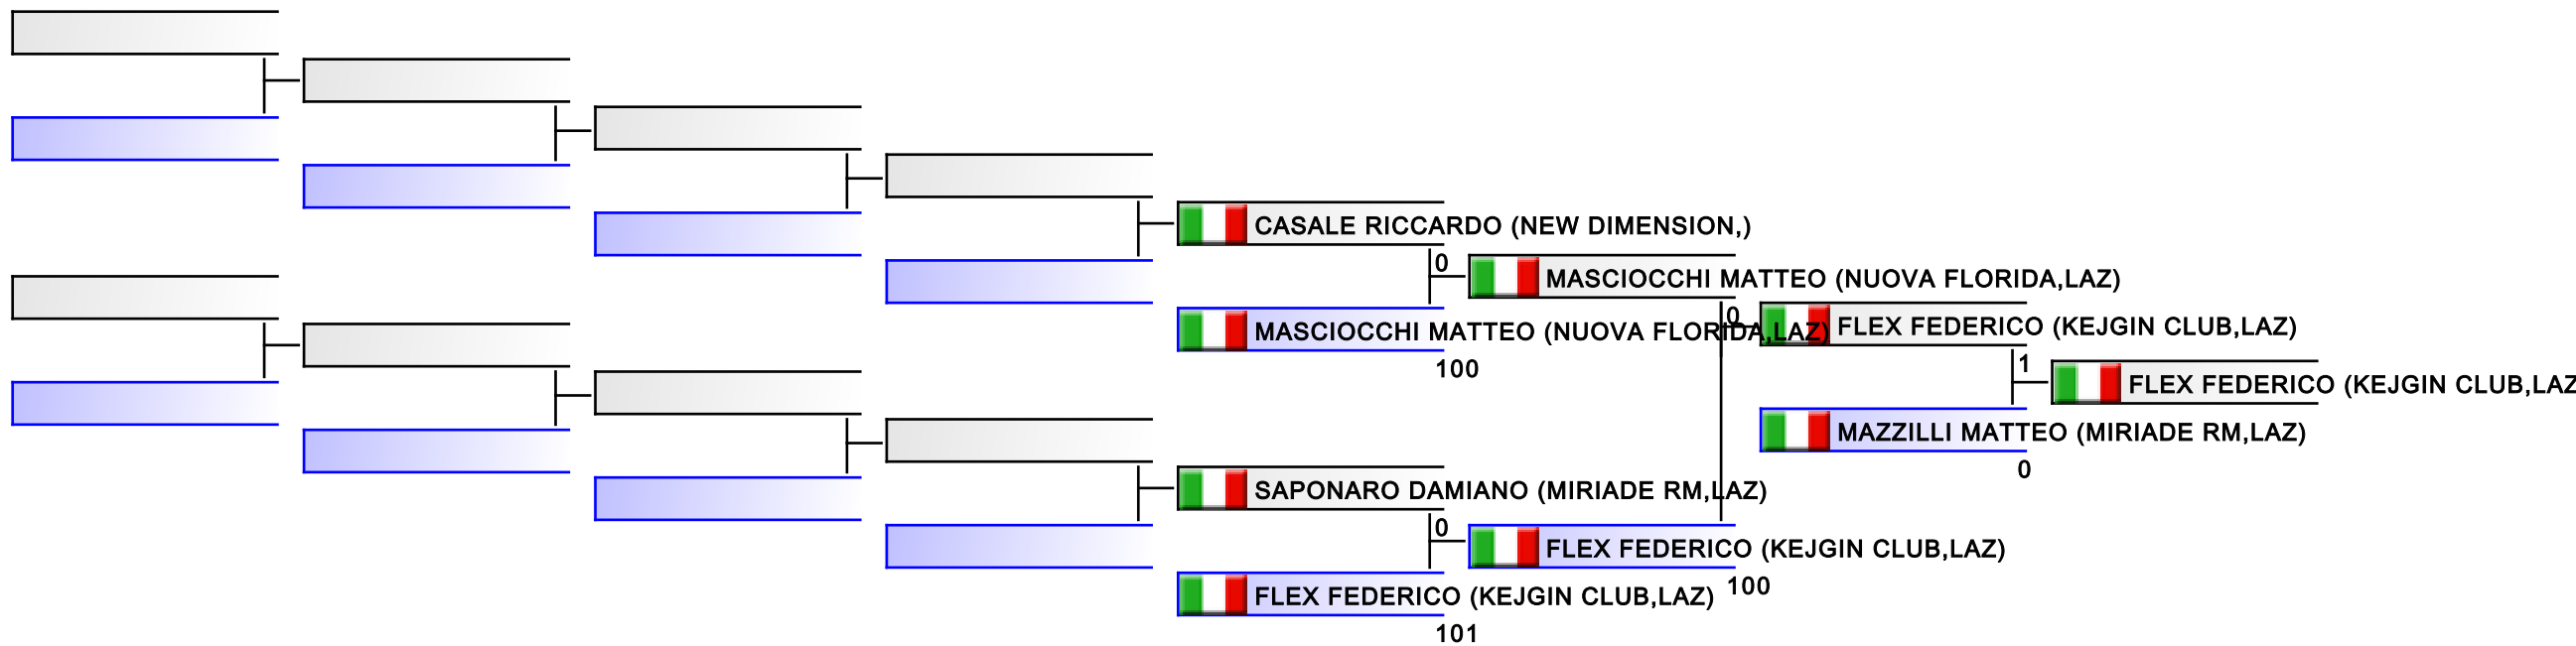 CASALE RICCARDO (NEW DIMENSION,)
0
MASCIOCCHI MATTEO (NUOVA FLORIDA,LAZ)
MASCIOCCHI MATTEO (NUOVA FLORIDA,LAZ)
0
FLEX FEDERICO (KEJGIN CLUB,LAZ)
100
1
FLEX FEDERICO (KEJGIN CLUB,LAZ
MAZZILLI MATTEO (MIRIADE RM,LAZ)
0
SAPONARO DAMIANO (MIRIADE RM,LAZ)
0
FLEX FEDERICO (KEJGIN CLUB,LAZ)
100
FLEX FEDERICO (KEJGIN CLUB,LAZ)
101